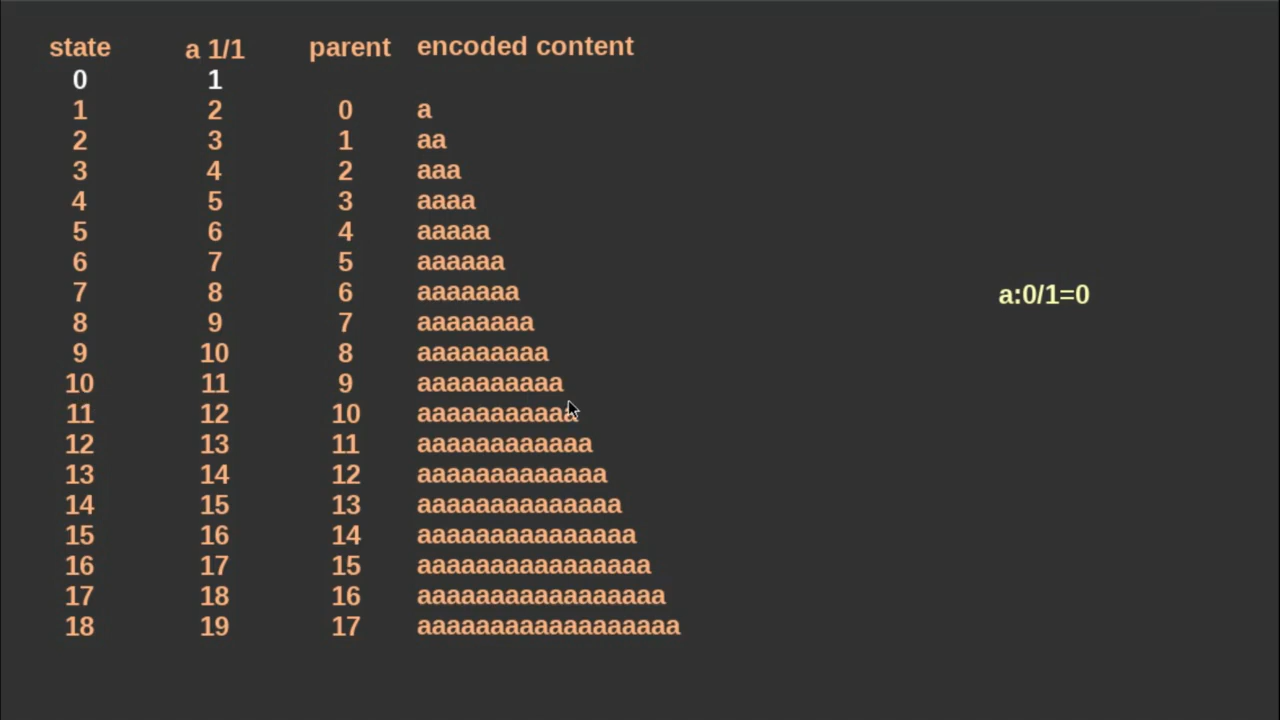 state a 1/1 parent encoded content
0 1
1 2 0 a
2 3 1 aa
3 4 2 aaa
4 5 3 aaaa
5 6 4 aaaaa
6 7 5 aaaaaa
7 8 6 aaaaaaa
a:0/1=0
8 9 7 aaaaaaaa
9 10 8 aaaaaaaaa
10 11 9 aaaaaaaaaa
11 12 10 aaaaaaaaaaa
12 13 11 aaaaaaaaaaaa
13 14 12 aaaaaaaaaaaaa
14 15 13 aaaaaaaaaaaaaa
15 16 14 aaaaaaaaaaaaaaa
16 17 15 aaaaaaaaaaaaaaaa
17 18 16 aaaaaaaaaaaaaaaaa
18 19 17 aaaaaaaaaaaaaaaaaa